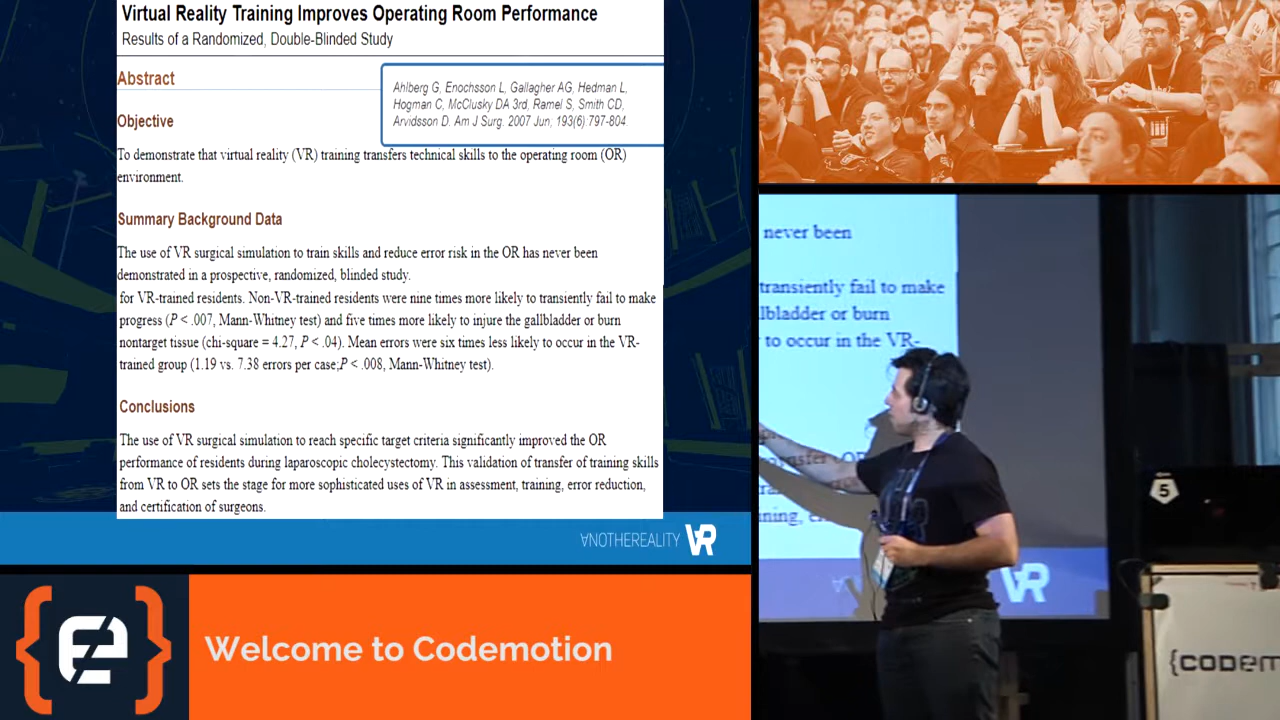 Virtual Reality Training Improves Operating Room Performance
Results of a Randomized, Double-Blinded Study
Abstract
Ahlberg G, Enochsson L, Gallagher AG, Hedman L,
Hogman C, McClusky DA 3rd, Ramel S, Smith CD,
Arvidsson D. Am J Surg. 2007 Jun; 193(6):797-804.
Objective
To demonstrate that virtual reality (VR) training transfers technical skills to the operating room (OR)
environment.
Summary Background Data
The use of VR surgical simulation to train skills and reduce error risk in the OR has never been
demonstrated in a prospective, randomized, blinded study.
for VR-trained residents. Non-VR-trained residents were nine times more likely to transiently fail to make
progress (P < .007, Mann-Whitney test) and five times more likely to injure the gallbladder or burn
nontarget tissue (chi-square = 4.27, P < .04). Mean errors were six times less likely to occur in the VR-
trained group (1.19 vs. 7.38 errors per case;P < .008, Mann-Whitney test).
Conclusions
The use of VR surgical simulation to reach specific target criteria significantly improved the OR
performance of residents during laparoscopic cholecystectomy. This validation of transfer of training skills
from VR to OR sets the stage for more sophisticated uses of VR in assessment, training, error reduction,
and certification of surgeons.
∀NOTHEREALITY VR
Welcome to Codemotion
never been
transiently fail to make
llbladder or burn
to occur in the VR-
VR
5
{CODEM